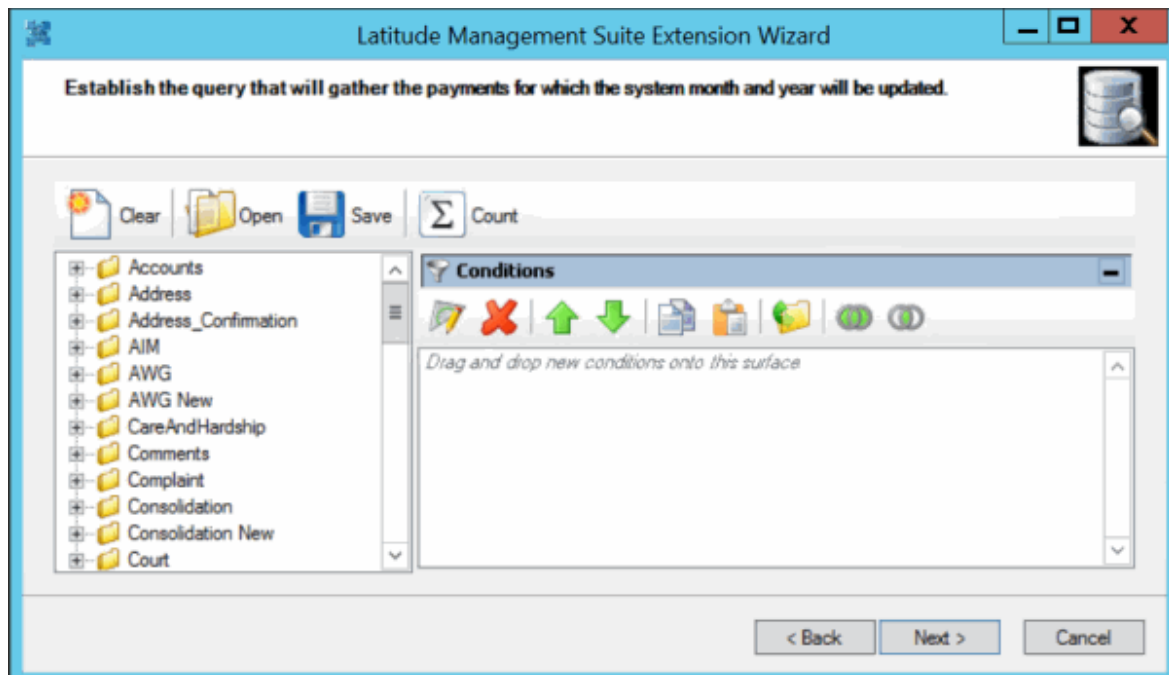 Latitude Management Suite Extension Wizard
Establish the query that will gather the payments for which the system month and year will be updated.
Clear Open Save Σ Count
Accounts
Address
Address_Confirmation
AIM
AWG
AWG New
CareAndHardship
Comments
Complaint
Consolidation
Consolidation New
Court
Conditions
Drag and drop new conditions onto this surface
< Back Next > Cancel